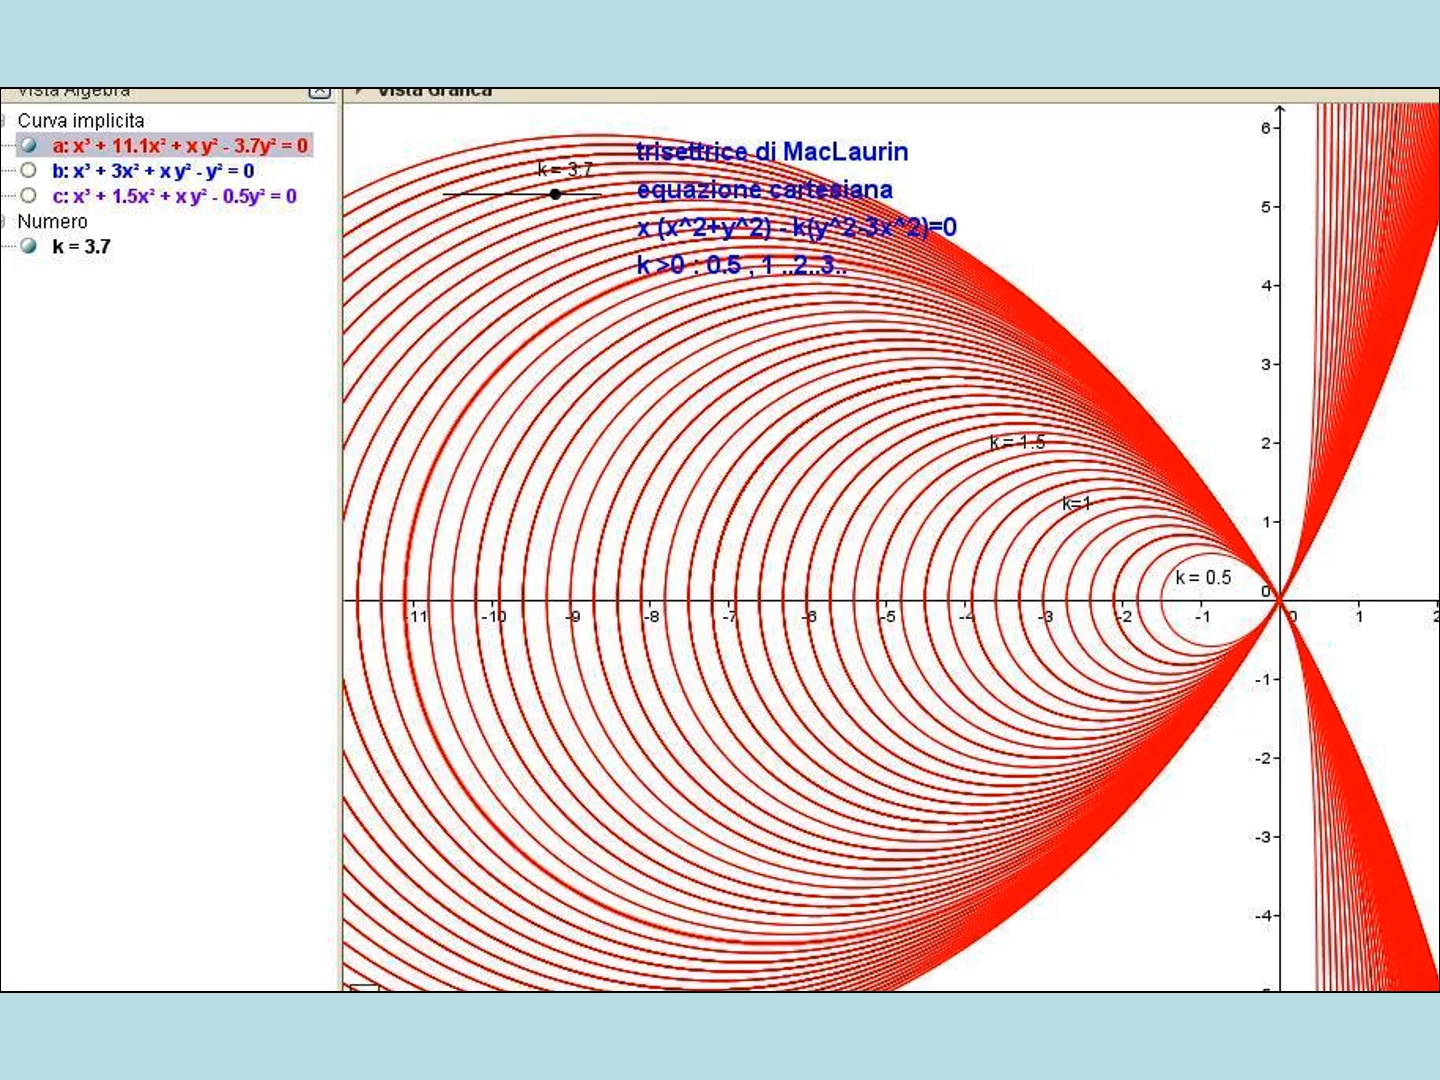 Vista Algebra
Vista Grafica
Curva implicita
a: x³ + 11.1x² + x y² - 3.7y² = 0
b: x³ + 3x² + x y² - y² = 0
c: x³ + 1.5x² + x y² - 0.5y² = 0
Numero
k = 3.7
trisettrice di MacLaurin
k = 3.7
equazione cartesiana
x (x^2+y^2) - k(y^2-3x^2)=0
k >0 : 0.5 , 1 ..2..3..
k = 1.5
k=1
k = 0.5
6
5
4
3
2
1
0
-11 -10 -9 -8 -7 -6 -5 -4 -3 -2 -1 0 1 2
-1
-2
-3
-4